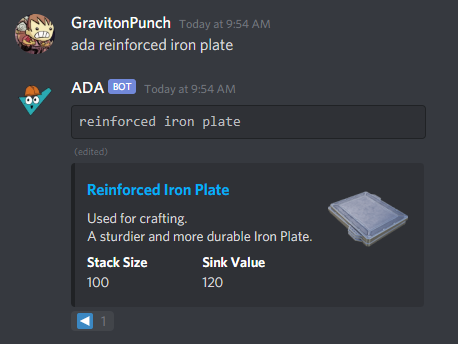 GravitonPunch Today at 9:54 AM
ada reinforced iron plate
ADA BOT Today at 9:54 AM
reinforced iron plate
(edited)
Reinforced Iron Plate
Used for crafting.
A sturdier and more durable Iron Plate.
Stack Size Sink Value
100 120
1